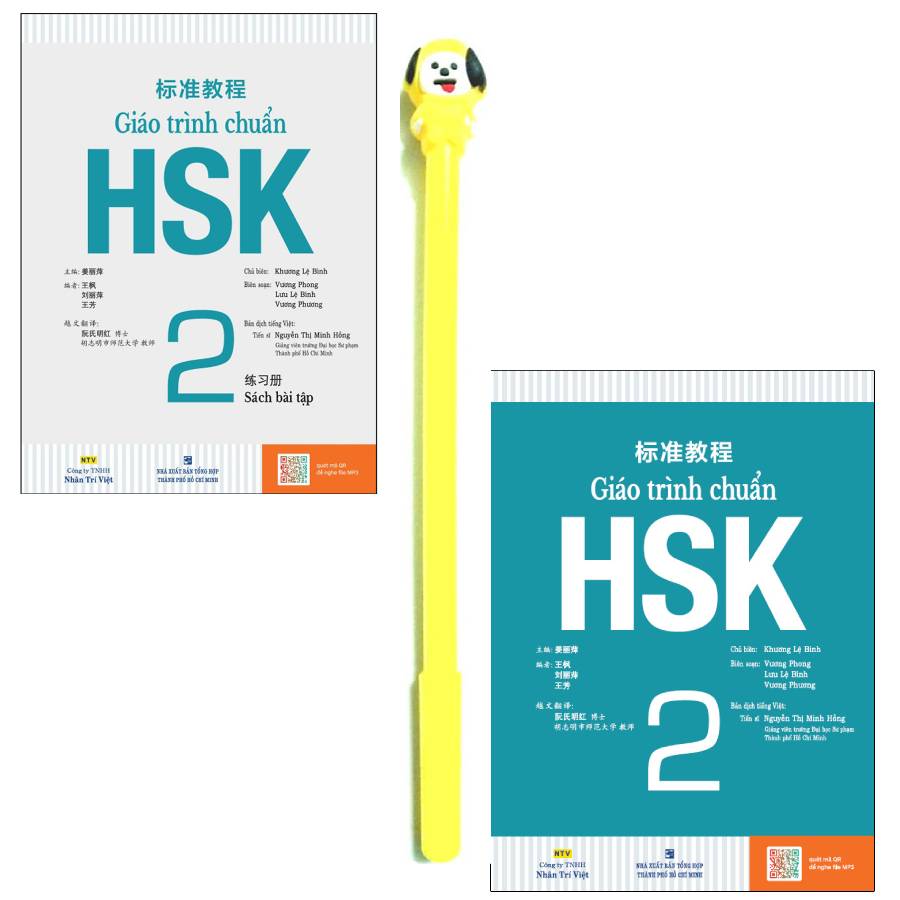 标准教程
Giáo trình chuẩn
HSK
主编: 姜丽萍
Chủ biên: Khương Lệ Bình
编者: 王枫
Biên soạn: Vương Phong
刘丽萍
Lưu Lệ Bình
王芳
Vương Phương
越文翻译:
Bản dịch tiếng Việt:
阮氏明红 博士
Tiến sĩ Nguyễn Thị Minh Hồng
胡志明市师范大学 教师
Giảng viên trường Đại học Sư phạm
Thành phố Hồ Chí Minh
2
练习册
Sách bài tập
NTV
Công ty TNHH
Nhân Trí Việt
NHÀ XUẤT BẢN TỔNG HỢP
THÀNH PHỐ HỒ CHÍ MINH
quét mã QR
để nghe file MP3
标准教程
Giáo trình chuẩn
HSK
主编: 姜丽萍
Chủ biên: Khương Lệ Bình
编者: 王枫
Biên soạn: Vương Phong
刘丽萍
Lưu Lệ Bình
王芳
Vương Phương
越文翻译:
Bản dịch tiếng Việt:
阮氏明红 博士
Tiến sĩ Nguyễn Thị Minh Hồng
胡志明市师范大学 教师
Giảng viên trường Đại học Sư phạm
Thành phố Hồ Chí Minh
2
NTV
Công ty TNHH
Nhân Trí Việt
NHÀ XUẤT BẢN TỔNG HỢP
THÀNH PHỐ HỒ CHÍ MINH
quét mã QR
để nghe file MP3